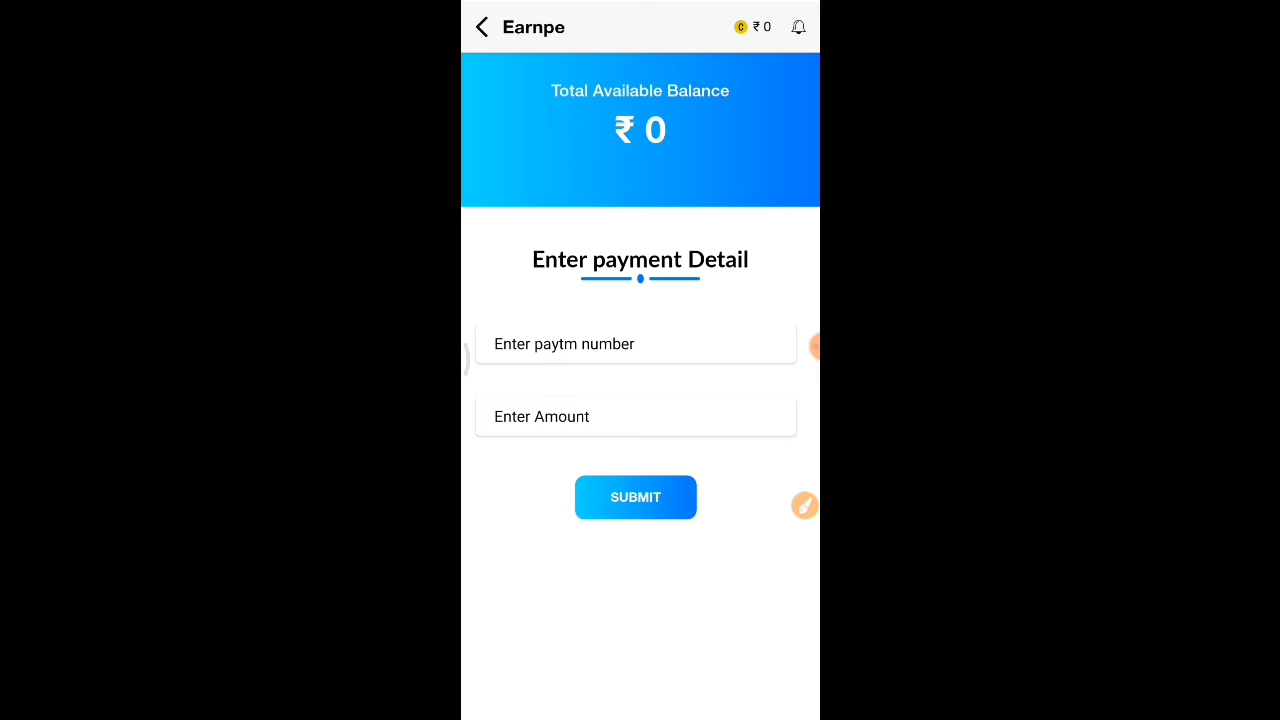 Earnpe
C ₹ 0
Total Available Balance
₹ 0
Enter payment Detail
Enter paytm number
Enter Amount
SUBMIT